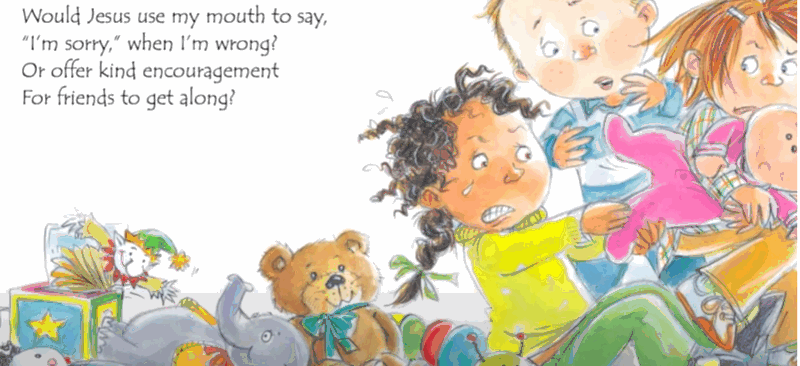 Would Jesus use my mouth to say,
"I'm sorry," when I'm wrong?
Or offer kind encouragement
For friends to get along?